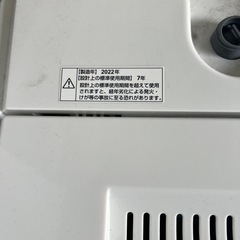 【製造年】2022年
【設計上の標準使用期間】7年
設計上の標準使用期間を超えて使用
されますと、経年劣化による発火・
けが等の事故に至る恐れがあります。